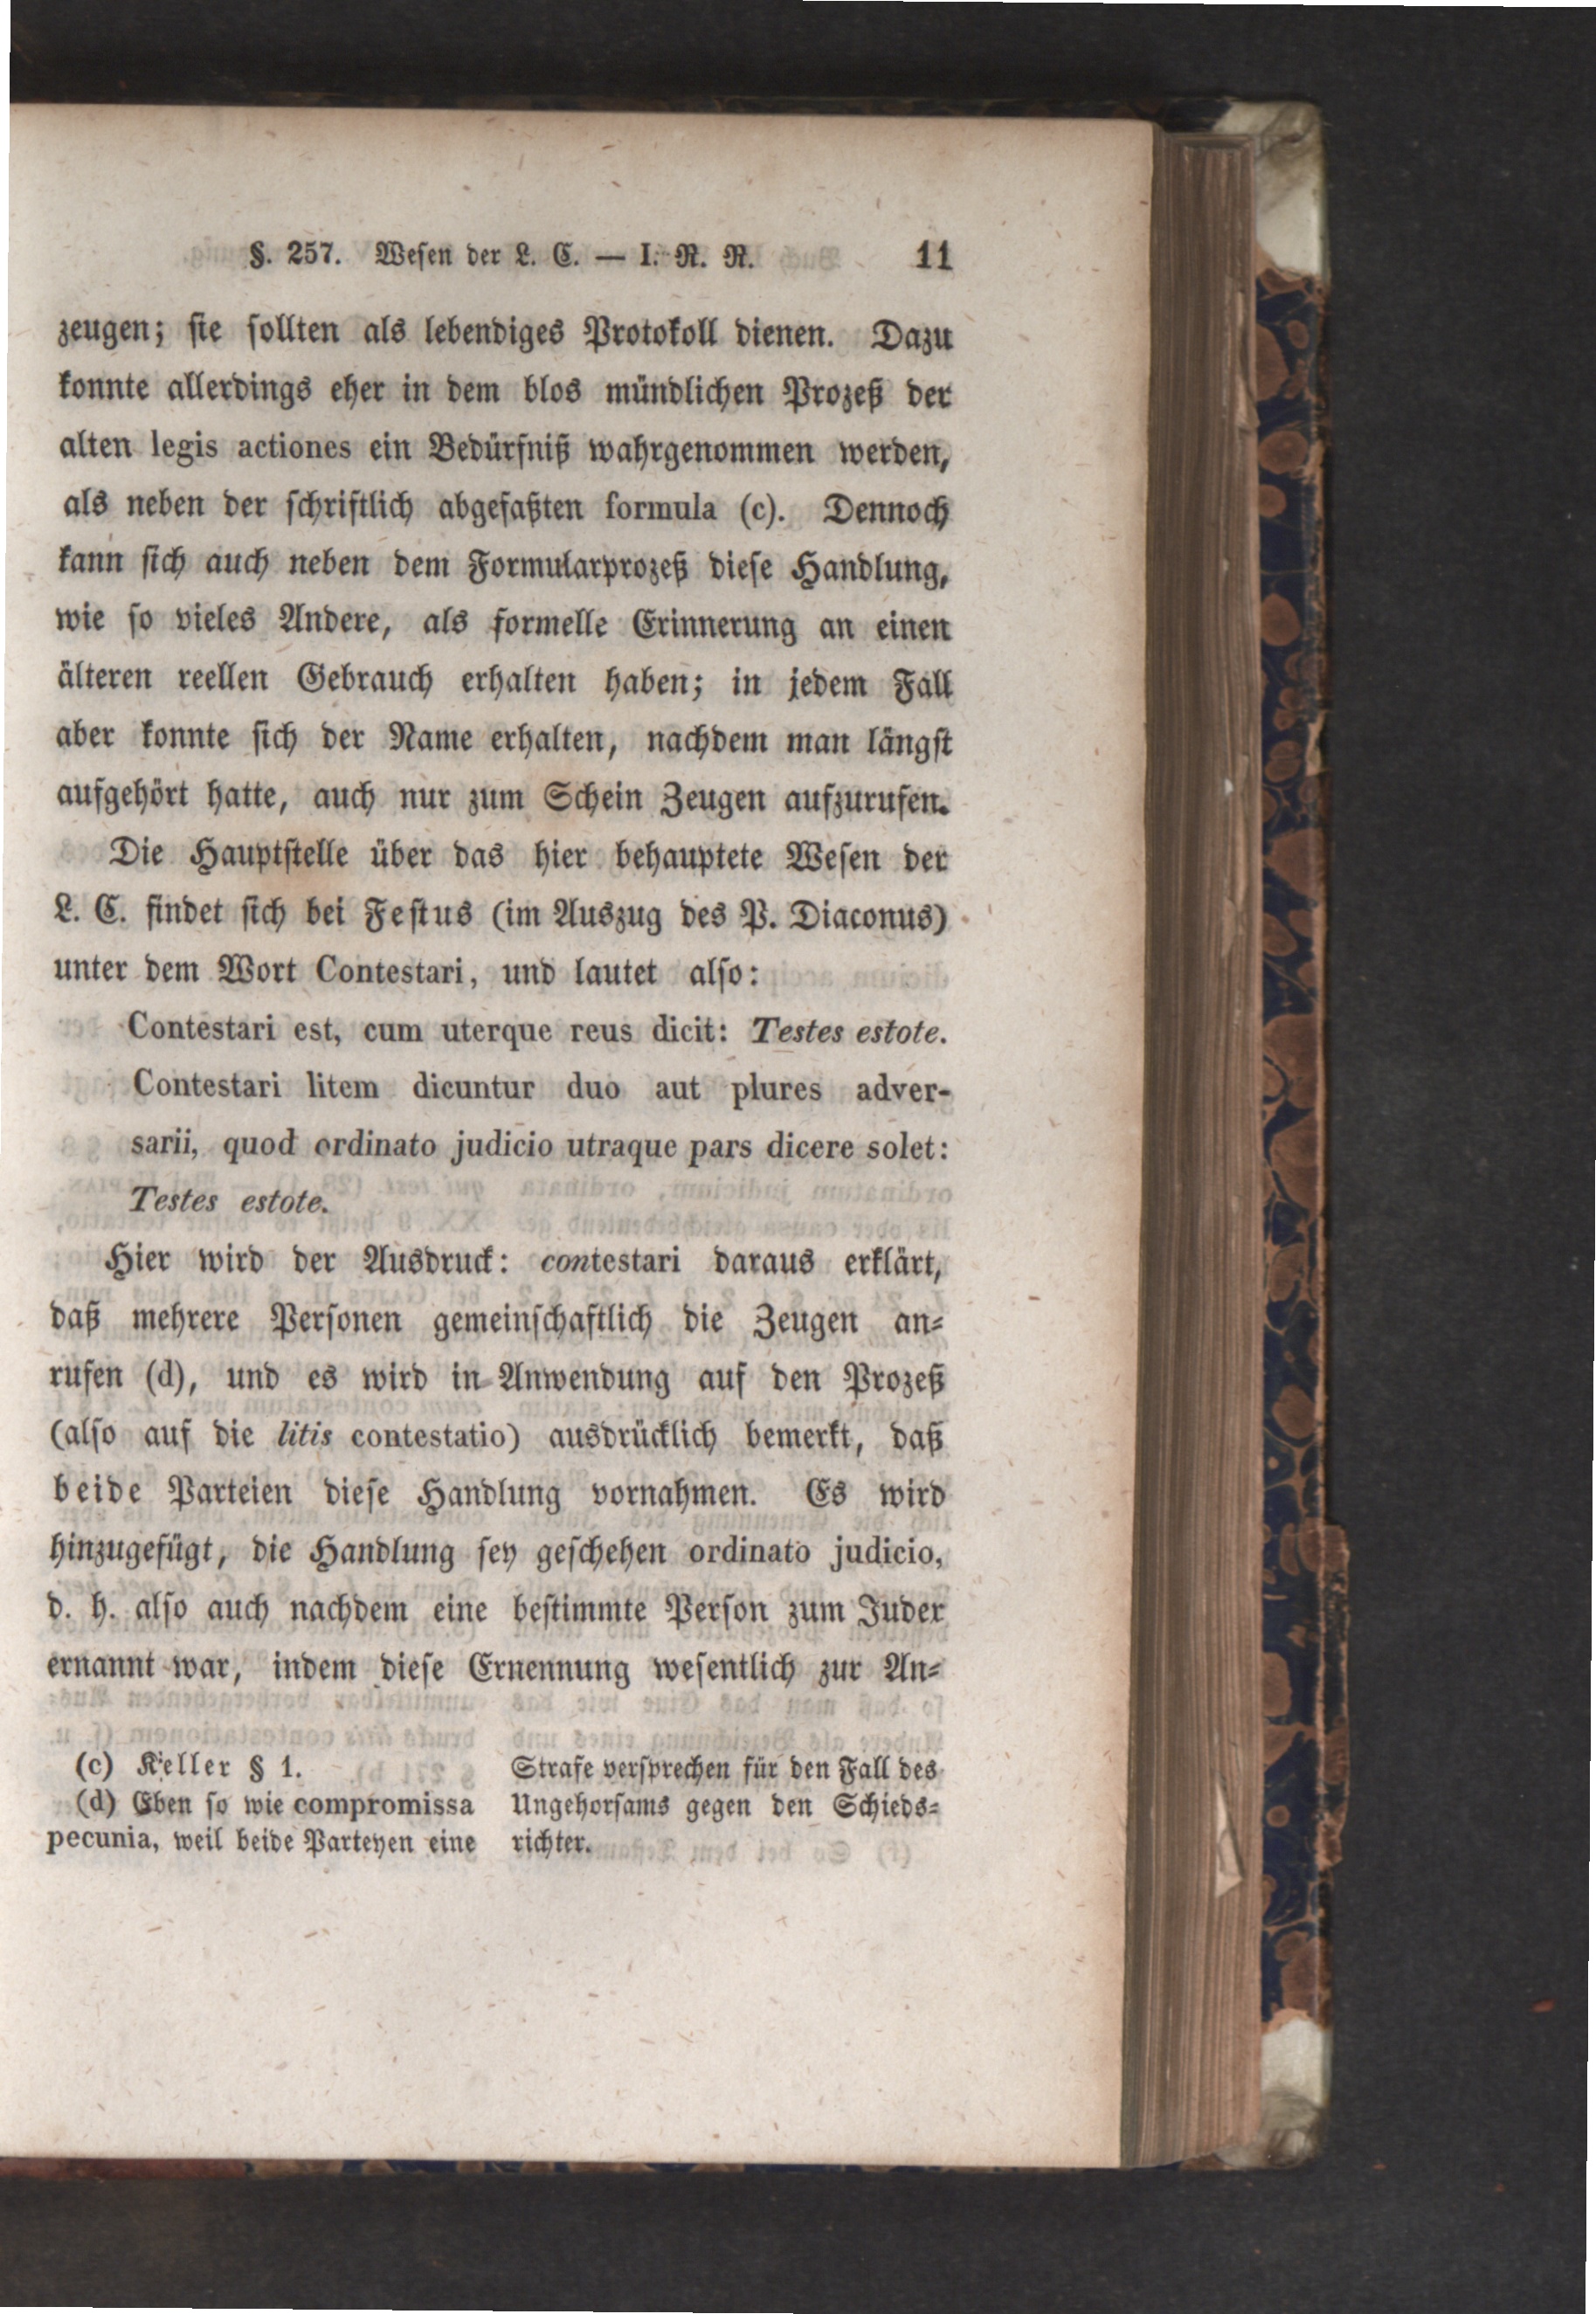 §. 257. Wesen der L. C. — I. R. R. 11
zeugen; sie sollten als lebendiges Protokoll dienen. Dazu
konnte allerdings eher in dem blos mündlichen Prozeß der
alten legis actiones ein Bedürfniß wahrgenommen werden,
als neben der schriftlich abgefaßten formula (c). Dennoch
kann sich auch neben dem Formularprozeß diese Handlung,
wie so vieles Andere, als formelle Erinnerung an einen
älteren reellen Gebrauch erhalten haben; in jedem Fall
aber konnte sich der Name erhalten, nachdem man längst
aufgehört hatte, auch nur zum Schein Zeugen aufzurufen.
Die Hauptstelle über das hier behauptete Wesen der
L. C. findet sich bei Festus (im Auszug des P. Diaconus)
unter dem Wort Contestari, und lautet also:
Contestari est, cum uterque reus dicit: Testes estote.
Contestari litem dicuntur duo aut plures adver-
sarii, quod ordinato judicio utraque pars dicere solet:
Testes estote.
Hier wird der Ausdruck: contestari daraus erklärt,
daß mehrere Personen gemeinschaftlich die Zeugen an-
rufen (d), und es wird in Anwendung auf den Prozeß
(also auf die litis contestatio) ausdrücklich bemerkt, daß
beide Parteien diese Handlung vornahmen. Es wird
hinzugefügt, die Handlung sey geschehen ordinato judicio,
d. h. also auch nachdem eine bestimmte Person zum Juder
ernannt war, indem diese Ernennung wesentlich zur An-
(c) Keller § 1.
(d) Eben so wie compromissa
pecunia, weil beide Parteyen eine
Strafe versprechen für den Fall des
Ungehorsams gegen den Schieds-
richter.